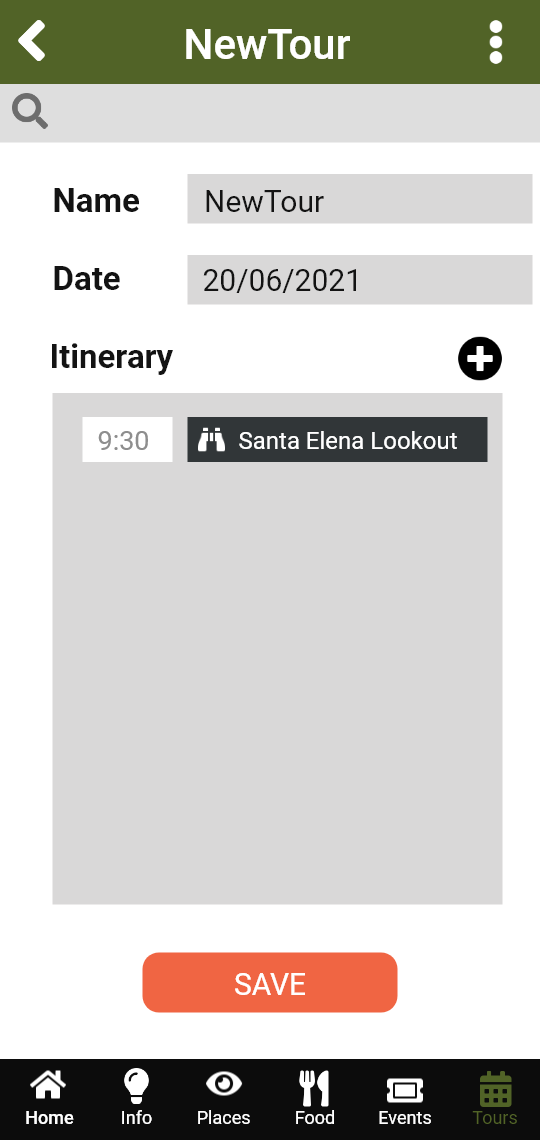 NewTour
Name
NewTour
Date
20/06/2021
Itinerary
9:30
Santa Elena Lookout
SAVE
Home
Info
Places
Food
Events
Tours